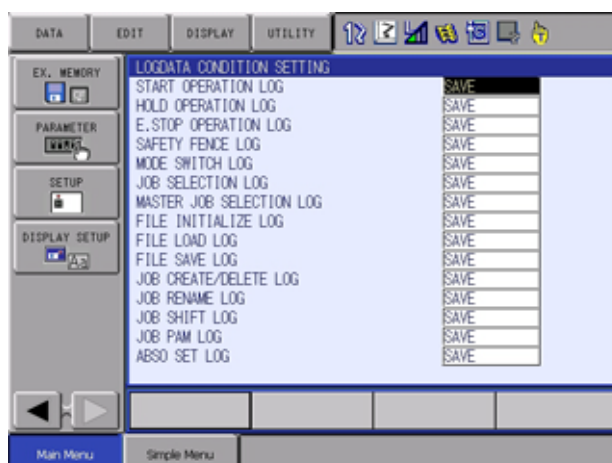 DATA
EDIT
DISPLAY
UTILITY
EX. MEMORY
PARAMETER
SETUP
DISPLAY SETUP
LOGDATA CONDITION SETTING
START OPERATION LOG SAVE
HOLD OPERATION LOG SAVE
E.STOP OPERATION LOG SAVE
SAFETY FENCE LOG SAVE
MODE SWITCH LOG SAVE
JOB SELECTION LOG SAVE
MASTER JOB SELECTION LOG SAVE
FILE INITIALIZE LOG SAVE
FILE LOAD LOG SAVE
FILE SAVE LOG SAVE
JOB CREATE/DELETE LOG SAVE
JOB RENAME LOG SAVE
JOB SHIFT LOG SAVE
JOB PAM LOG SAVE
ABSO SET LOG SAVE
Main Menu
Simple Menu